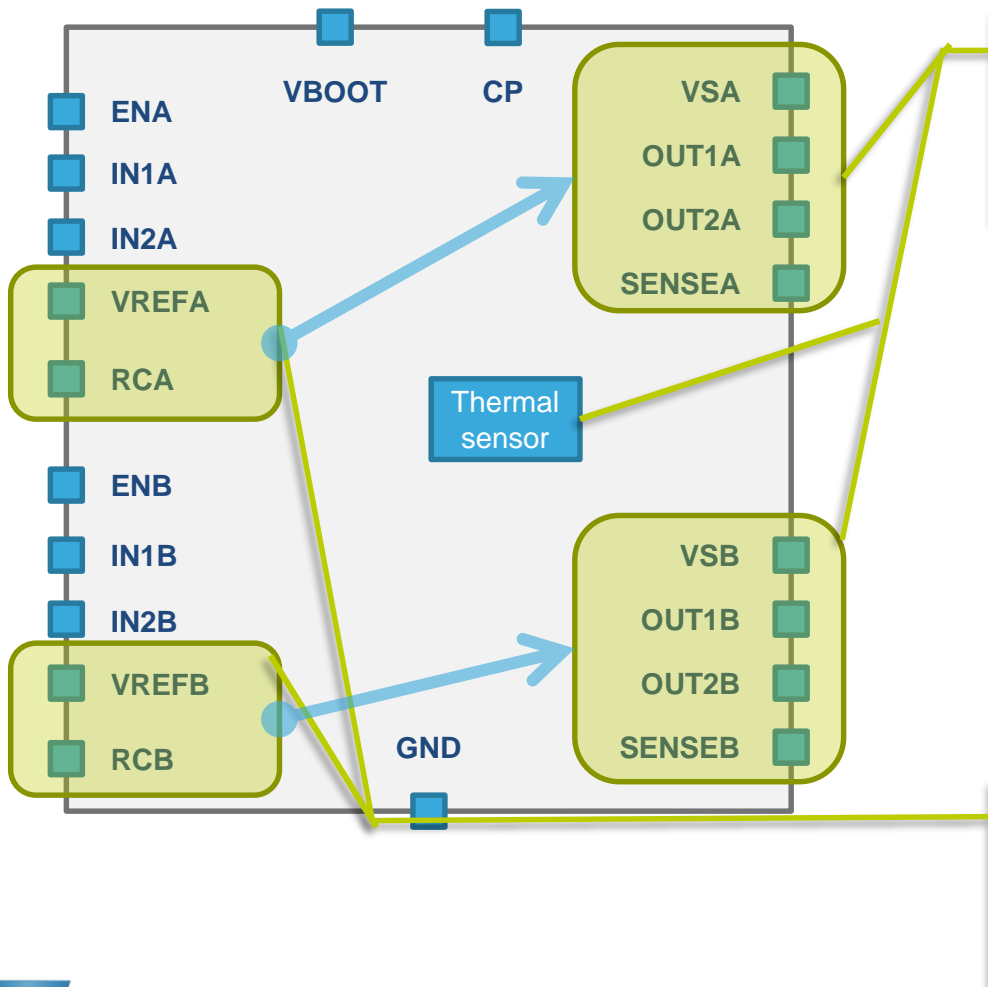 VBOOT
CP
ENA
IN1A
IN2A
VREFA
RCA
ENB
IN1B
IN2B
VREFB
RCB
Thermal
sensor
GND
VSA
OUT1A
OUT2A
SENSEA
VSB
OUT1B
OUT2B
SENSEB